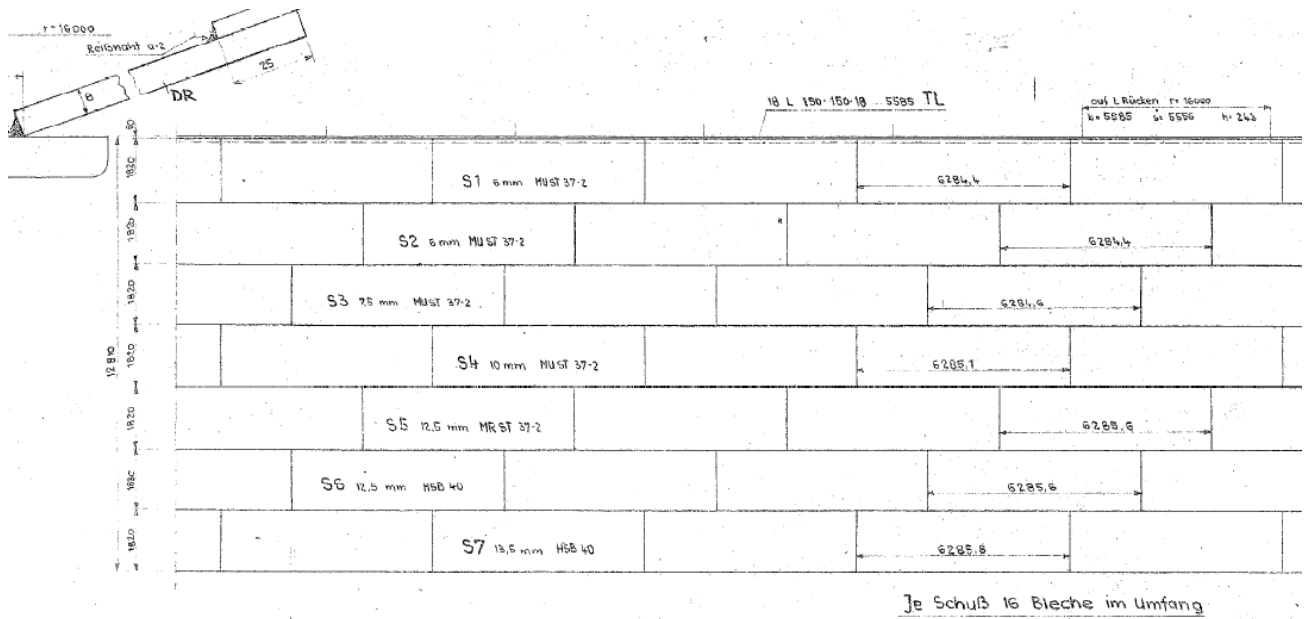 r=16000
Reißnaht a=2
25
8
DR
18 L 150·150·18 ... 5585 TL
auf L Rücken r= 16000
b= 5585 s= 5556 h= 243
60
1820
S1 6 mm MUST 37-2
6284,4
1820
S2 6 mm MUST 37-2
6284,4
1820
S3 7,5 mm MUST 37-2
6284,6
12810
1820
S4 10 mm MUST 37-2
6285,1
1820
S5 12,5 mm MRST 37-2
6285,6
S6 12,5 mm HSB 40
6285,6
1820
S7 13,5 mm HSB 40
6285,8
Je Schuß 16 Bleche im Umfang